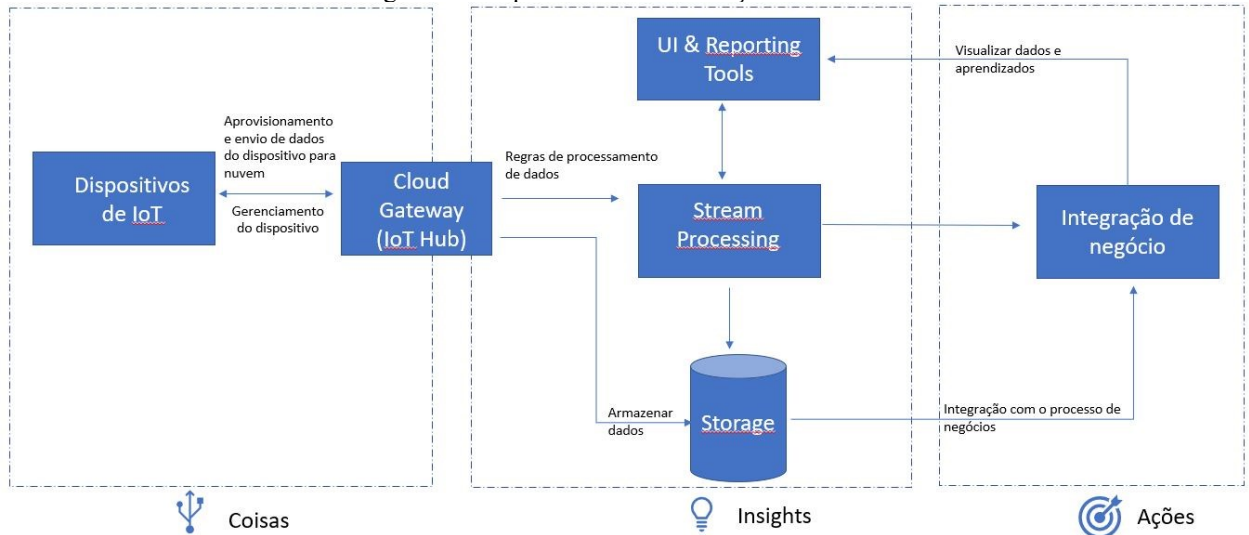 UI & Reporting
Tools
Visualizar dados e
aprendizados
Aprovisionamento
e envio de dados
do dispositivo para
nuvem
Dispositivos
de IoT
Gerenciamento
do dispositivo
Cloud
Gateway
(IoT Hub)
Regras de processamento
de dados
Stream
Processing
Integração de
negócio
Armazenar
dados
Storage
Integração com o processo de
negócios
Coisas
Insights
Ações